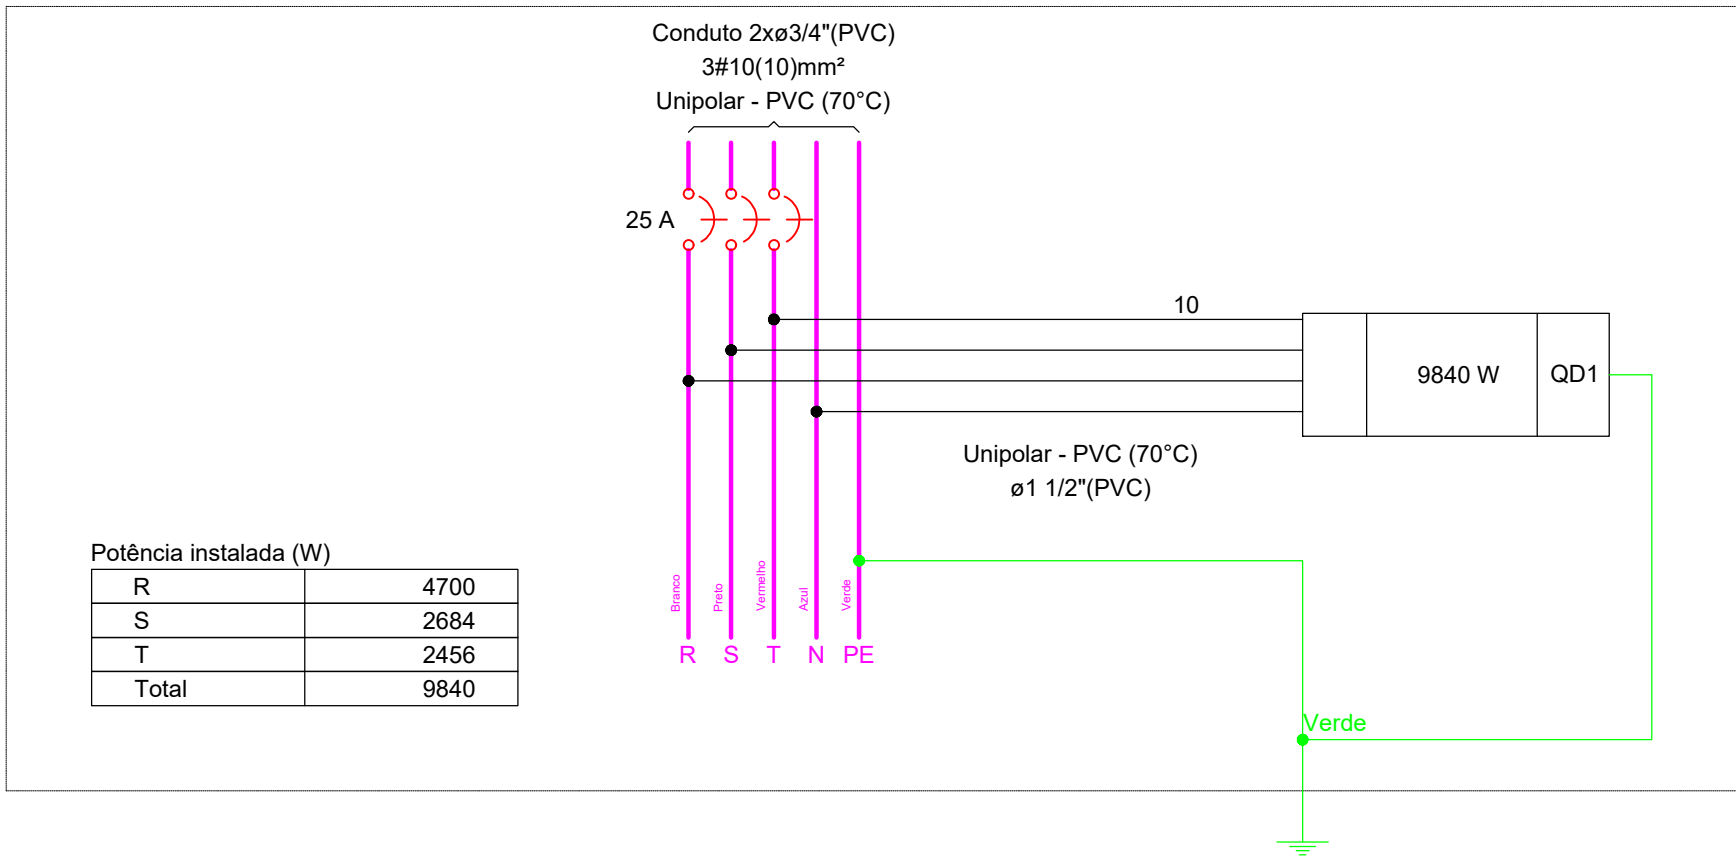 Conduto 2xø3/4"(PVC)
3#10(10)mm²
Unipolar - PVC (70°C)
25 A
10
9840 W
QD1
Unipolar - PVC (70°C)
ø1 1/2"(PVC)
Potência instalada (W)
R 4700
S 2684
T 2456
Total 9840
Branco
Preto
Vermelho
Azul
Verde
R S T N PE
Verde